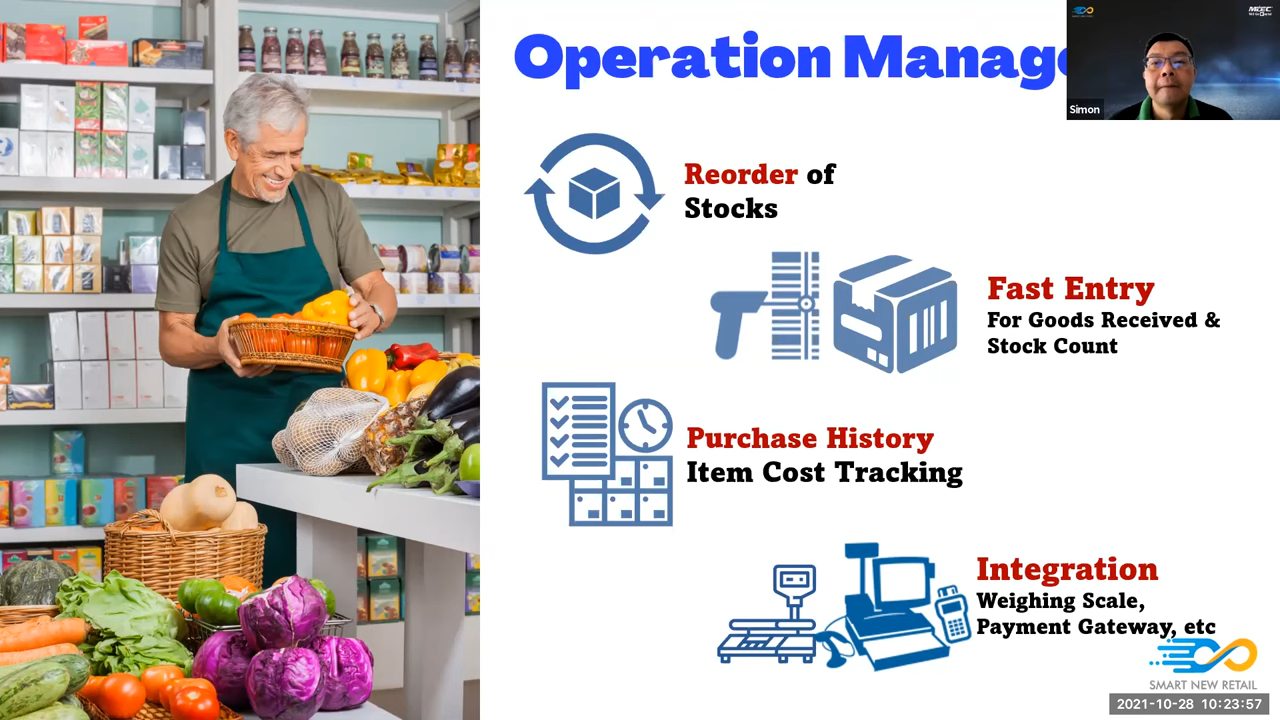 Operation Manage
Simon
Reorder of
Stocks
Fast Entry
For Goods Received &
Stock Count
Purchase History
Item Cost Tracking
Integration
Weighing Scale,
Payment Gateway, etc
SMART NEW RETAIL
2021-10-28 10:23:57